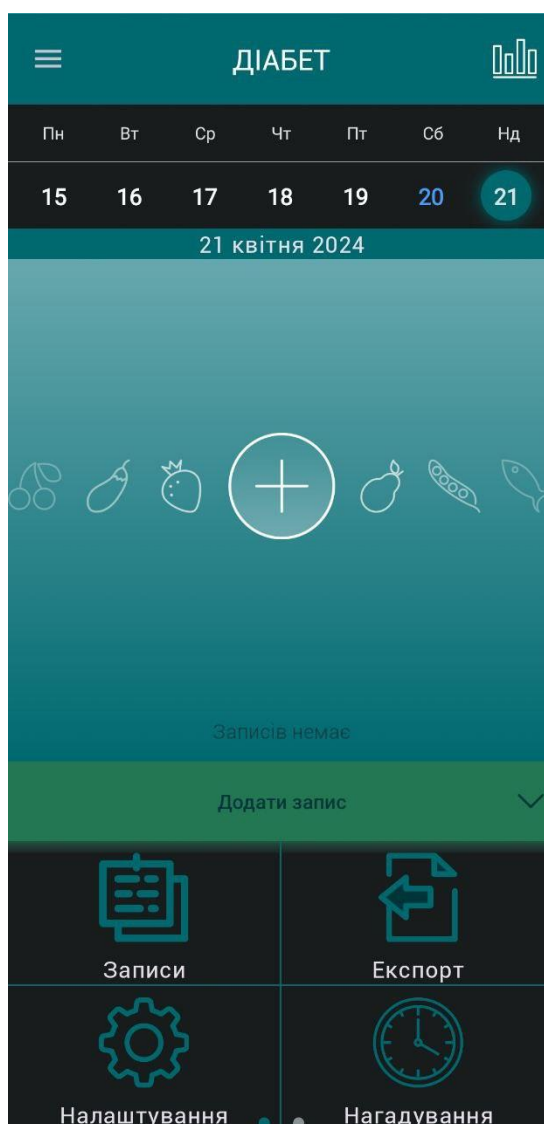 ДІАБЕТ
Пн Вт Ср Чт Пт Сб Нд
15 16 17 18 19 20 21
21 квітня 2024
Записів немає
Додати запис
Записи Експорт
Налаштування Нагадування